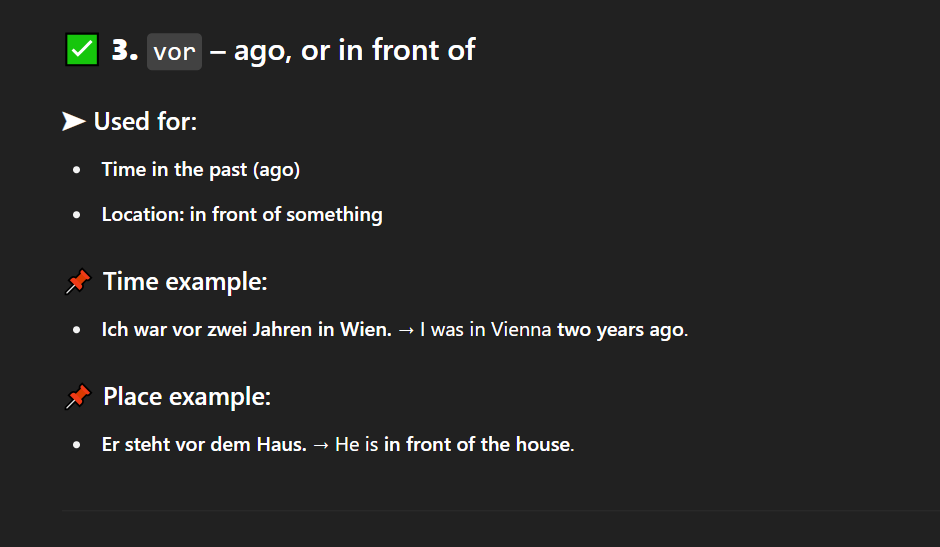 ✅ 3. vor – ago, or in front of
➤ Used for:
• Time in the past (ago)
• Location: in front of something
📌 Time example:
• Ich war vor zwei Jahren in Wien. → I was in Vienna two years ago.
📌 Place example:
• Er steht vor dem Haus. → He is in front of the house.